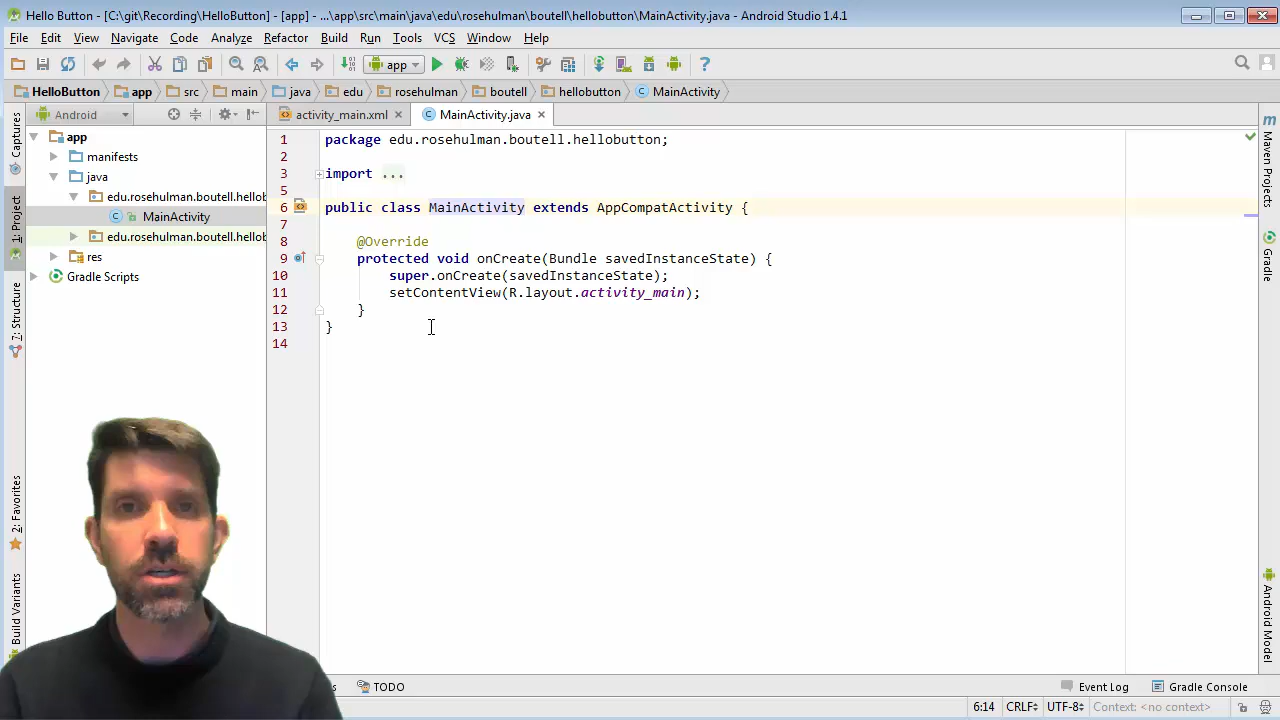 Hello Button - [C:\git\Recording\HelloButton] - [app] - ...\app\src\main\java\edu\rosehulman\boutell\hellobutton\MainActivity.java - Android Studio 1.4.1
File Edit View Navigate Code Analyze Refactor Build Run Tools VCS Window Help
app
HelloButton app src main java edu rosehulman boutell hellobutton MainActivity
Android activity_main.xml MainActivity.java
Captures
1: Project
7: Structure
2: Favorites
Build Variants
app
manifests
java
edu.rosehulman.boutell.hellob
MainActivity
edu.rosehulman.boutell.hellob
res
Gradle Scripts
1 package edu.rosehulman.boutell.hellobutton;
2
3 import ...
5
6 public class MainActivity extends AppCompatActivity {
7
8 @Override
9 protected void onCreate(Bundle savedInstanceState) {
10 super.onCreate(savedInstanceState);
11 setContentView(R.layout.activity_main);
12 }
13 }
14
Maven Projects
Gradle
Android Model
TODO Event Log Gradle Console
6:14 CRLF UTF-8 Context: <no context>